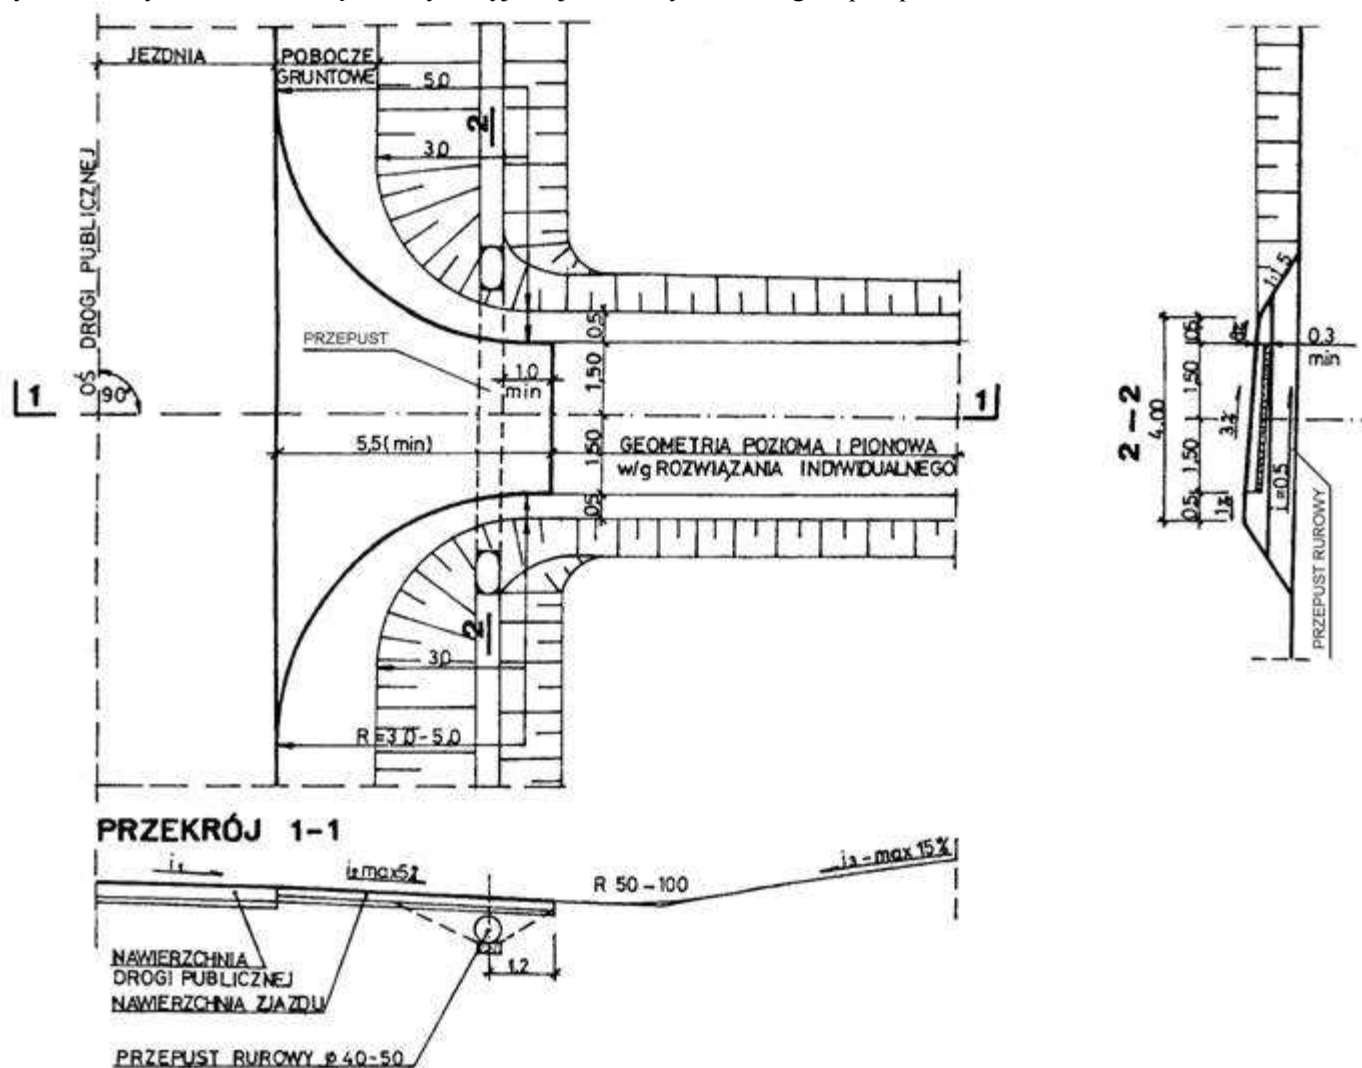 JEZDNIA
POBOCZE
GRUNTOWE
5,0
2
3,0
OŚ DROGI PUBLICZNEJ
90°
1
PRZEPUST
1,0
min
0,5
1,50
1,50
0,5
1
5,5(min)
GEOMETRIA POZIOMA I PIONOWA
w/g ROZWIĄZANIA INDYWIDUALNEGO
2
3,0
R=3,0-5,0
2-2
4.00
0,5
1,50
1,50
0,5
1:1,5
0.3
min
3%
i=0.5
PRZEPUST RUROWY
PRZEKRÓJ 1-1
i₁
i₂max5%
R 50-100
i₃-max 15%
NAWIERZCHNIA
DROGI PUBLICZNEJ
NAWIERZCHNIA ZJAZDU
1,2
PRZEPUST RUROWY ø 40-50